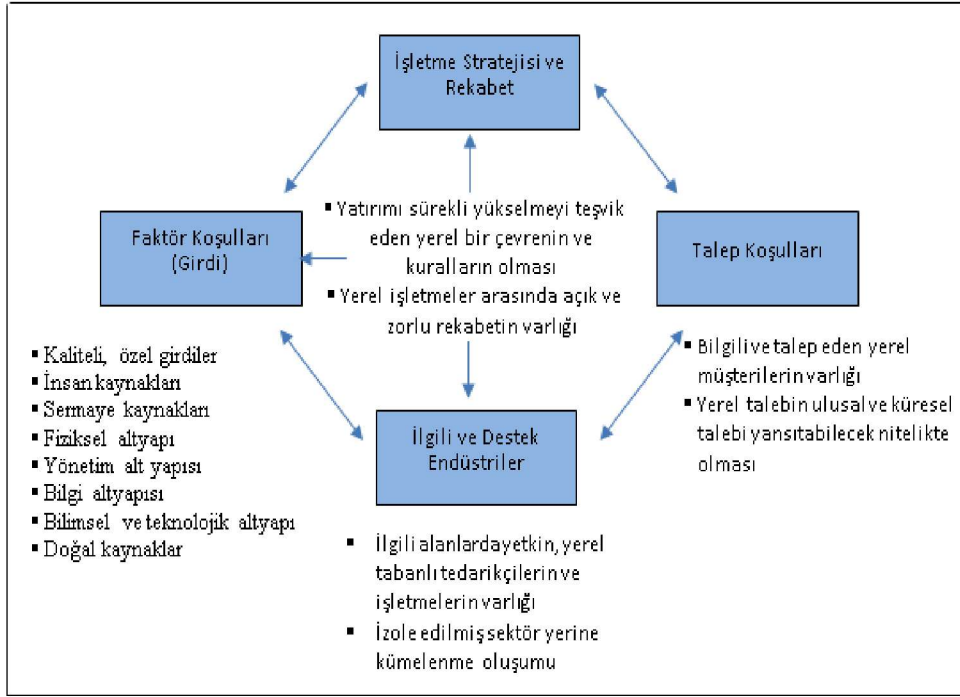 İşletme Stratejisi ve
Rekabet
Faktör Koşulları
(Girdi)
▪ Yatırımı sürekli yükselmeyi teşvik
eden yerel bir çevrenin ve
kuralların olması
▪ Yerel işletmeler arasında açık ve
zorlu rekabetin varlığı
Talep Koşulları
▪ Kaliteli, özel girdiler
▪ İnsan kaynakları
▪ Sermaye kaynakları
▪ Fiziksel altyapı
▪ Yönetim alt yapısı
▪ Bilgi altyapısı
▪ Bilimsel ve teknolojik altyapı
▪ Doğal kaynaklar
İlgili ve Destek
Endüstriler
▪ Bilgili ve talep eden yerel
müşterilerin varlığı
▪ Yerel talebin ulusal ve küresel
talebi yansıtabilecek nitelikte
olması
▪ İlgili alanlarda yetkin, yerel
tabanlı tedarikçilerin ve
işletmelerin varlığı
▪ İzole edilmiş sektör yerine
kümelenme oluşumu